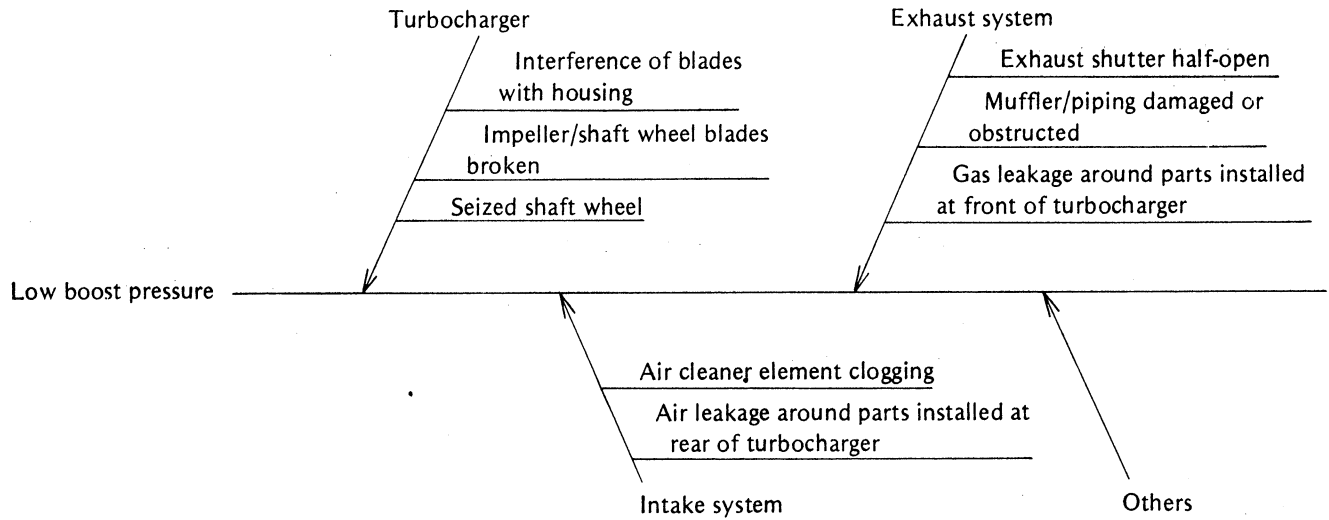 Turbocharger
Interference of blades
with housing
Impeller/shaft wheel blades
broken
Seized shaft wheel
Exhaust system
Exhaust shutter half-open
Muffler/piping damaged or
obstructed
Gas leakage around parts installed
at front of turbocharger
Low boost pressure
Air cleaner element clogging
Air leakage around parts installed at
rear of turbocharger
Intake system
Others